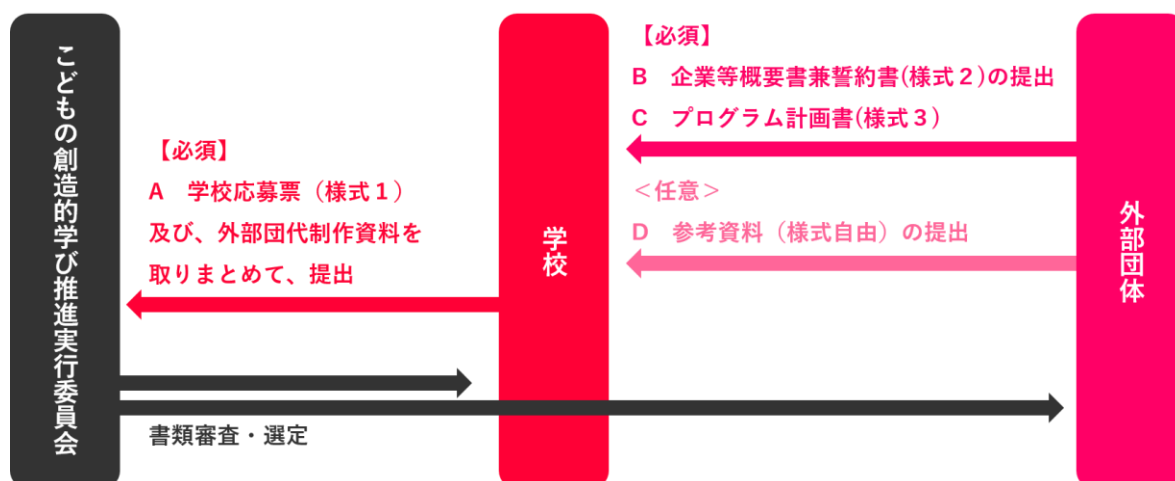 こどもの創造的学び推進実行委員会
【必須】
A　学校応募票（様式１）
及び、外部団代制作資料を
取りまとめて、提出
書類審査・選定
学校
【必須】
B　企業等概要書兼誓約書(様式２)の提出
C　プログラム計画書(様式３)
＜任意＞
D　参考資料（様式自由）の提出
外部団体